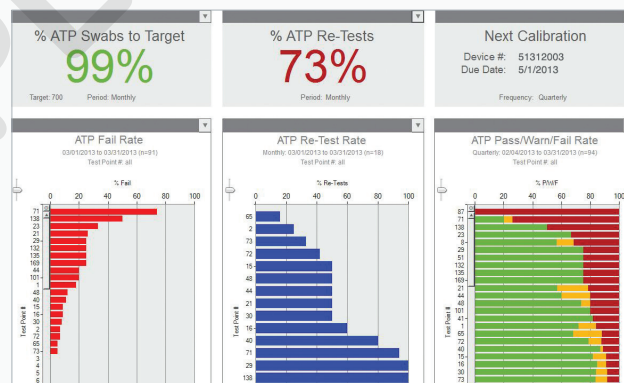 % ATP Swabs to Target
99%
Target: 700 Period: Monthly
% ATP Re-Tests
73%
Period: Monthly
Next Calibration
Device #: 51312003
Due Date: 5/1/2013
Frequency: Quarterly
ATP Fail Rate
03/01/2013 to 03/31/2013 (n=91)
Test Point #: all
% Fail
0 20 40 60 80 100
Test Point #
71
138
23
21
29
132
135
169
44
101
1
48
40
3
15
8
16
30
2
72
65
73
3
4
5
6
ATP Re-Test Rate
Monthly: 03/01/2013 to 03/31/2013 (n=18)
Test Point #: all
% Re-Tests
0 20 40 60 80 100
Test Point #
65
2
73
72
15
48
44
21
30
16
40
71
29
138
ATP Pass/Warn/Fail Rate
Quarterly: 02/04/2013 to 03/31/2013 (n=94)
Test Point #: all
% P/W/F
0 20 40 60 80 100
Test Point #
87
71
138
23
8
29
51
132
135
169
21
44
48
101
41
1
65
72
40
15
16
30
73